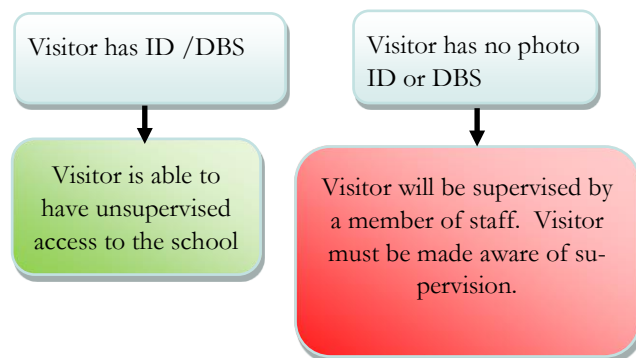 Visitor has ID /DBS
Visitor is able to
have unsupervised
access to the school
Visitor has no photo
ID or DBS
Visitor will be supervised by
a member of staff.  Visitor
must be made aware of su-
pervision.